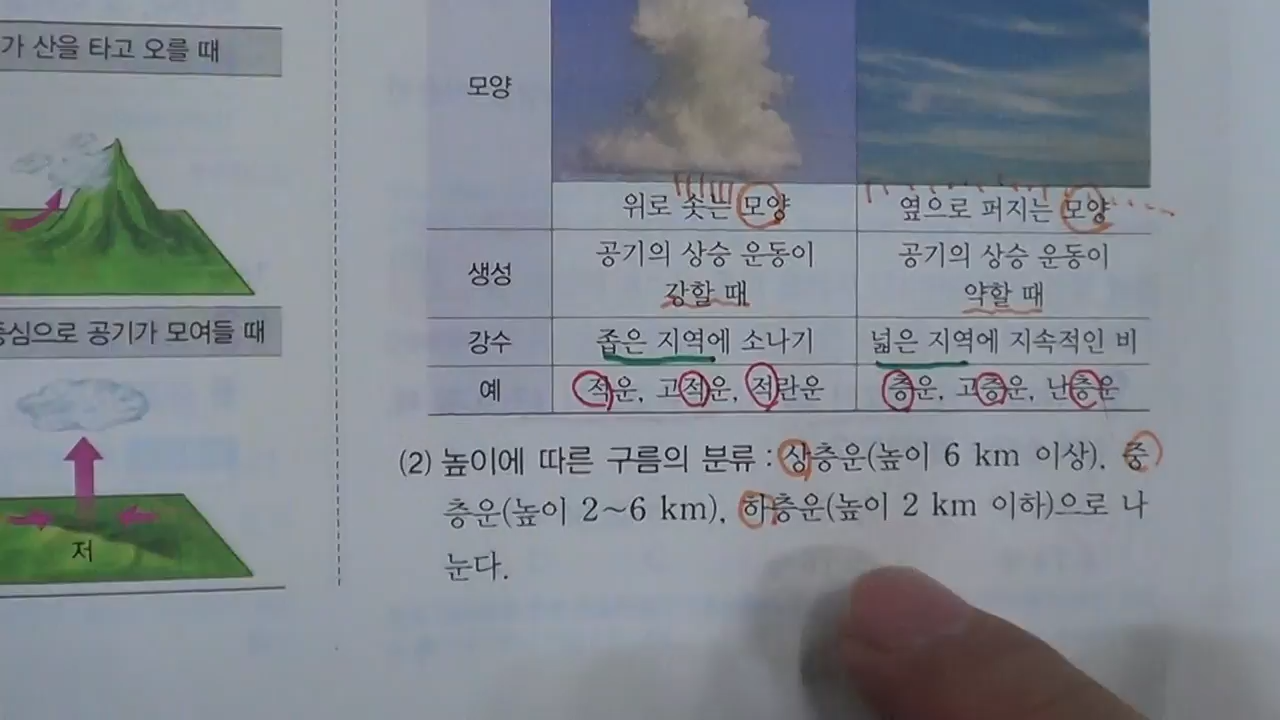 가 산을 타고 오를 때
중심으로 공기가 모여들 때
저
모양
위로 솟는 모양
옆으로 퍼지는 모양
생성
공기의 상승 운동이
강할 때
공기의 상승 운동이
약할 때
강수
좁은 지역에 소나기
넓은 지역에 지속적인 비
예
적운, 고적운, 적란운
층운, 고층운, 난층운
(2) 높이에 따른 구름의 분류 : 상층운(높이 6 km 이상), 중
층운(높이 2~6 km), 하층운(높이 2 km 이하)으로 나
눈다.